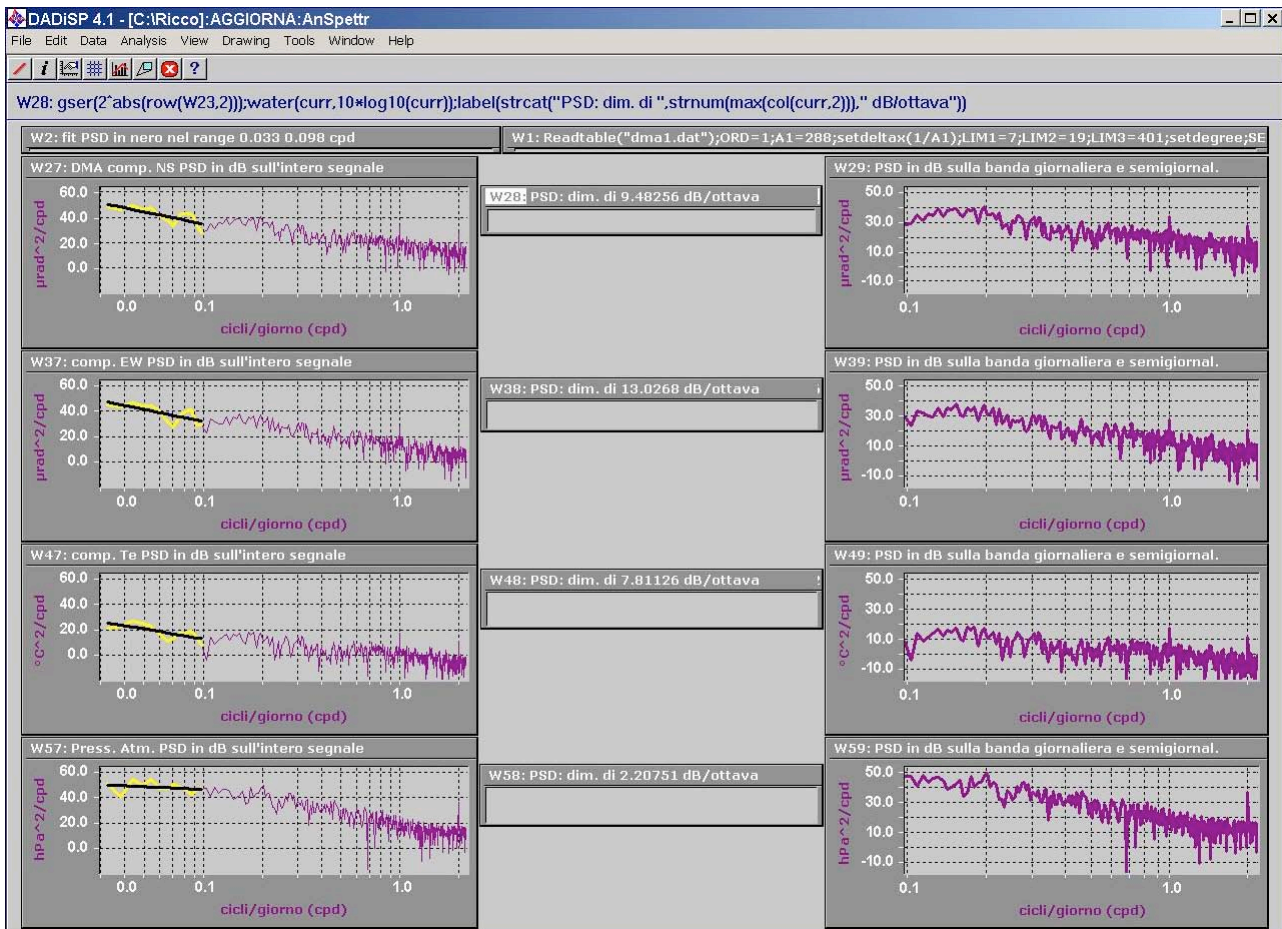 DADiSP 4.1 - [C:\Ricco]:AGGIORNA:AnSpettr
File Edit Data Analysis View Drawing Tools Window Help
W28: gser(2^abs(row(W23,2)));water(curr,10*log10(curr));label(strcat("PSD: dim. di ",strnum(max(col(curr,2)))," dB/ottava"))
W2: fit PSD in nero nel range 0.033 0.098 cpd
W1: Readtable("dma1.dat");ORD=1;A1=288;setdeltax(1/A1);LIM1=7;LIM2=19;LIM3=401;setdegree;SE
W27: DMA comp. NS PSD in dB sull'intero segnale
60.0
40.0
20.0
0.0
µrad^2/cpd
0.0 0.1 1.0
cicli/giorno (cpd)
W28: PSD: dim. di 9.48256 dB/ottava
W29: PSD in dB sulla banda giornaliera e semigiornal.
50.0
30.0
10.0
-10.0
µrad^2/cpd
0.1 1.0
cicli/giorno (cpd)
W37: comp. EW PSD in dB sull'intero segnale
60.0
40.0
20.0
0.0
µrad^2/cpd
0.0 0.1 1.0
cicli/giorno (cpd)
W38: PSD: dim. di 13.0268 dB/ottava
W39: PSD in dB sulla banda giornaliera e semigiornal.
50.0
30.0
10.0
-10.0
µrad^2/cpd
0.1 1.0
cicli/giorno (cpd)
W47: comp. Te PSD in dB sull'intero segnale
60.0
40.0
20.0
0.0
°C^2/cpd
0.0 0.1 1.0
cicli/giorno (cpd)
W48: PSD: dim. di 7.81126 dB/ottava
W49: PSD in dB sulla banda giornaliera e semigiornal.
50.0
30.0
10.0
-10.0
°C^2/cpd
0.1 1.0
cicli/giorno (cpd)
W57: Press. Atm. PSD in dB sull'intero segnale
60.0
40.0
20.0
0.0
hPa^2/cpd
0.0 0.1 1.0
cicli/giorno (cpd)
W58: PSD: dim. di 2.20751 dB/ottava
W59: PSD in dB sulla banda giornaliera e semigiornal.
50.0
30.0
10.0
-10.0
hPa^2/cpd
0.1 1.0
cicli/giorno (cpd)